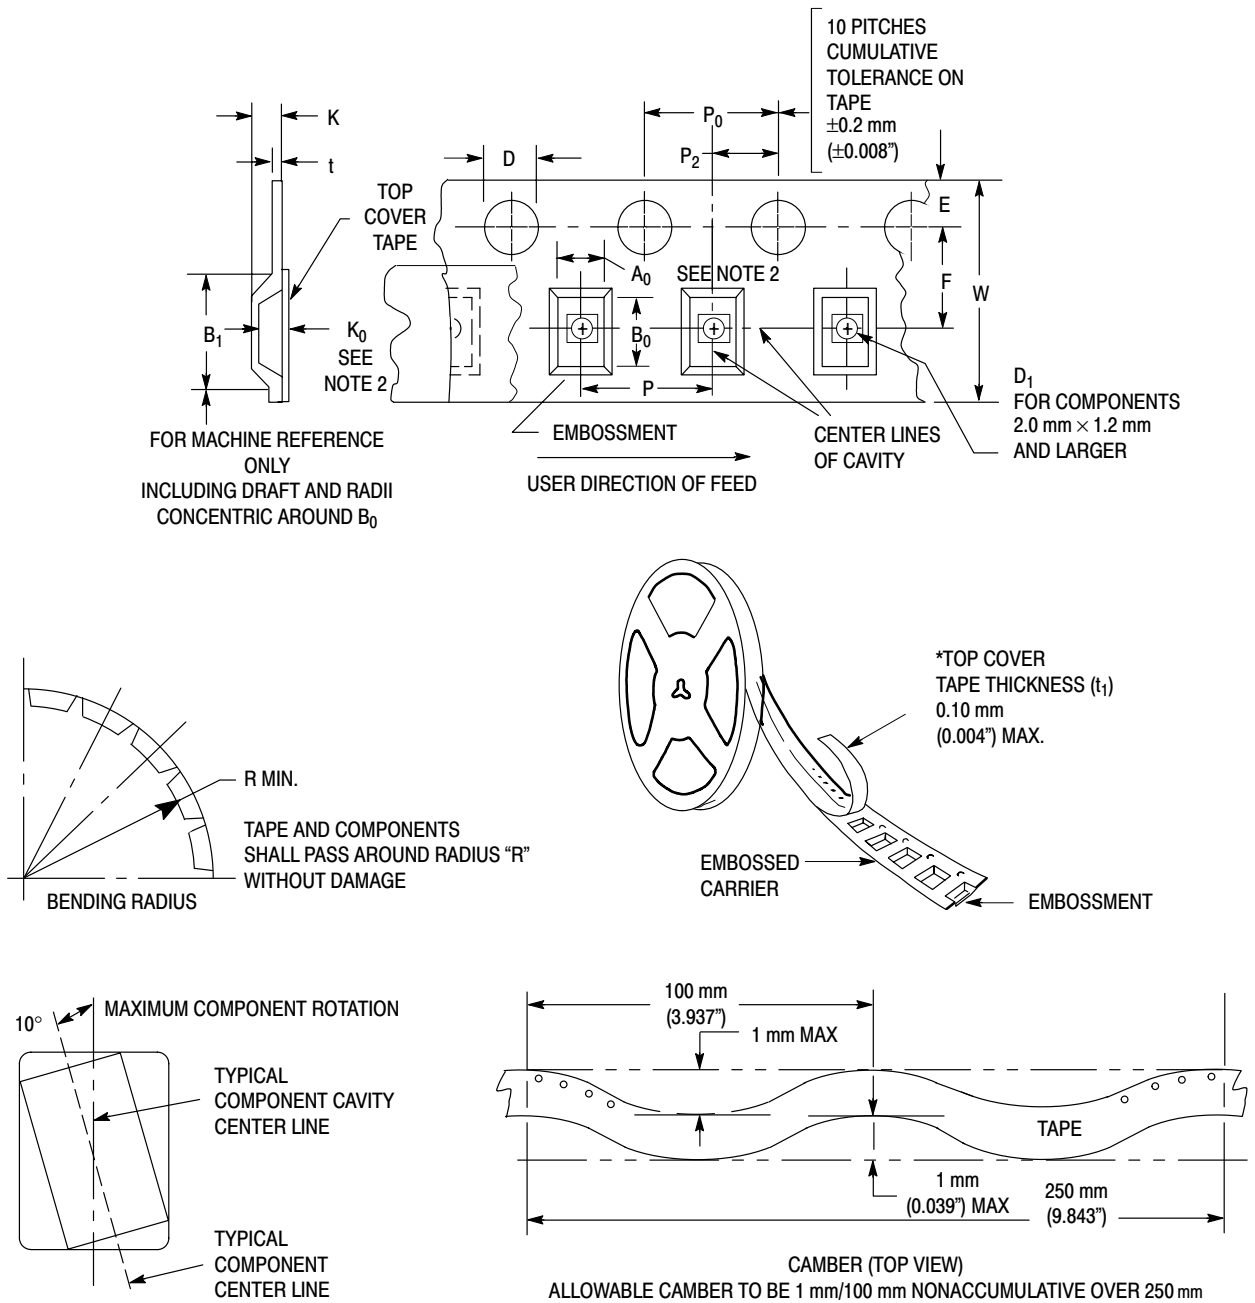 10 PITCHES
CUMULATIVE
TOLERANCE ON
TAPE
±0.2 mm
(±0.008”)
K
P0
t
D
P2
TOP
COVER
TAPE
E
A0
SEE NOTE 2
F
W
B1
K0
SEE
NOTE 2
B0
P
D1
FOR COMPONENTS
2.0 mm × 1.2 mm
AND LARGER
FOR MACHINE REFERENCE
ONLY
INCLUDING DRAFT AND RADII
CONCENTRIC AROUND B0
EMBOSSMENT
CENTER LINES
OF CAVITY
USER DIRECTION OF FEED
R MIN.
TAPE AND COMPONENTS
SHALL PASS AROUND RADIUS “R”
WITHOUT DAMAGE
BENDING RADIUS
*TOP COVER
TAPE THICKNESS (t1)
0.10 mm
(0.004”) MAX.
EMBOSSED
CARRIER
EMBOSSMENT
10°
MAXIMUM COMPONENT ROTATION
TYPICAL
COMPONENT CAVITY
CENTER LINE
TYPICAL
COMPONENT
CENTER LINE
100 mm
(3.937”)
1 mm MAX
TAPE
1 mm
(0.039”) MAX
250 mm
(9.843”)
CAMBER (TOP VIEW)
ALLOWABLE CAMBER TO BE 1 mm/100 mm NONACCUMULATIVE OVER 250 mm